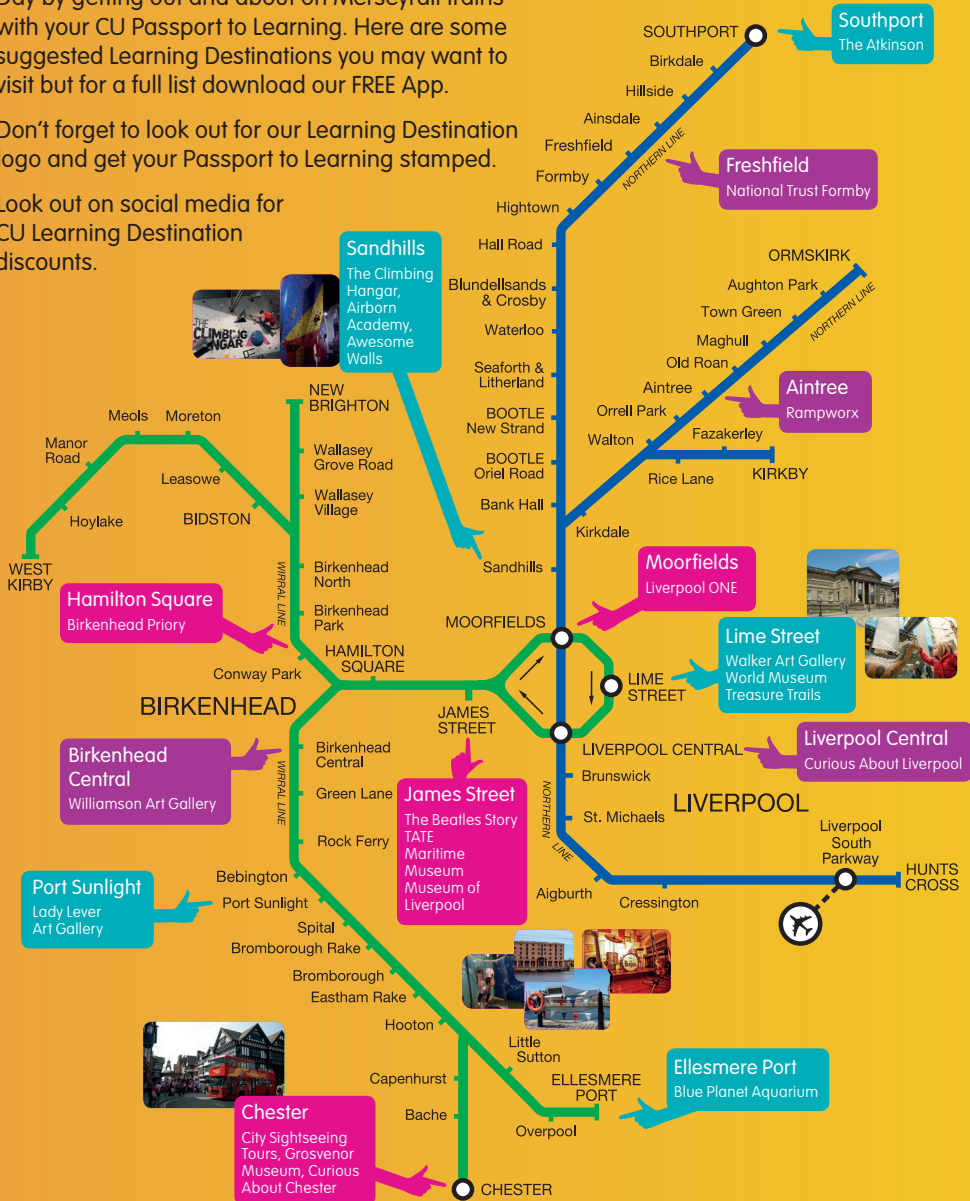 Day by getting out and about on Merseyrail trains
with your CU Passport to Learning. Here are some
suggested Learning Destinations you may want to
visit but for a full list download our FREE App.
Don't forget to look out for our Learning Destination
logo and get your Passport to Learning stamped.
Look out on social media for
CU Learning Destination
discounts.
SOUTHPORT
Birkdale
Hillside
Ainsdale
Freshfield
Formby
Hightown
NORTHERN LINE
Hall Road
Blundellsands
& Crosby
Waterloo
Seaforth &
Litherland
BOOTLE
New Strand
BOOTLE
Oriel Road
Bank Hall
Sandhills
Southport
The Atkinson
Freshfield
National Trust Formby
ORMSKIRK
Aughton Park
Town Green
Maghull
Old Roan
Aintree
Orrell Park
Walton
NORTHERN LINE
Fazakerley
Rice Lane
KIRKBY
Kirkdale
Aintree
Rampworx
Sandhills
The Climbing
Hangar,
Airborn
Academy,
Awesome
Walls
THE
CLIMBING
HANGAR
NEW
BRIGHTON
Wallasey
Grove Road
Wallasey
Village
Meols
Moreton
Manor
Road
Leasowe
Hoylake
BIDSTON
WEST
KIRBY
Birkenhead
North
WIRRAL LINE
Birkenhead
Park
Hamilton Square
Birkenhead Priory
Conway Park
HAMILTON
SQUARE
BIRKENHEAD
MOORFIELDS
Moorfields
Liverpool ONE
LIME
STREET
Lime Street
Walker Art Gallery
World Museum
Treasure Trails
JAMES
STREET
LIVERPOOL CENTRAL
Liverpool Central
Curious About Liverpool
Birkenhead
Central
Williamson Art Gallery
Birkenhead
Central
WIRRAL LINE
Green Lane
Rock Ferry
James Street
The Beatles Story
TATE
Maritime
Museum
Museum of
Liverpool
Brunswick
LIVERPOOL
St. Michaels
NORTHERN LINE
Aigburth
Cressington
Liverpool
South
Parkway
HUNTS
CROSS
Bebington
Port Sunlight
Lady Lever
Art Gallery
Port Sunlight
Spital
Bromborough Rake
Bromborough
Eastham Rake
Hooton
Little
Sutton
Capenhurst
ELLESMERE
PORT
Ellesmere Port
Blue Planet Aquarium
Bache
Overpool
Chester
City Sightseeing
Tours, Grosvenor
Museum, Curious
About Chester
CHESTER